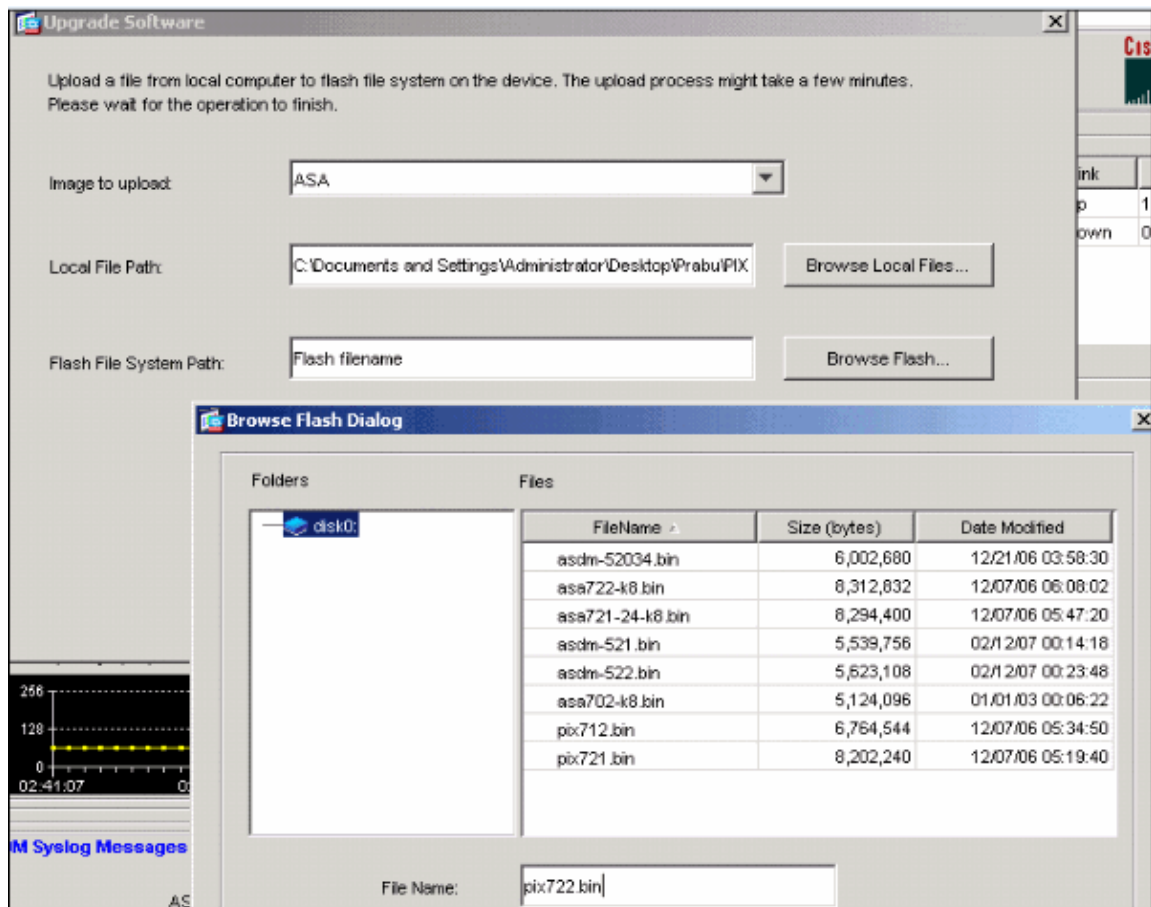 Upgrade Software
Upload a file from local computer to flash file system on the device. The upload process might take a few minutes.
Please wait for the operation to finish.
Image to upload:
ASA
Local File Path:
C:\Documents and Settings\Administrator\Desktop\Prabu\PIX
Browse Local Files...
Flash File System Path:
Flash filename
Browse Flash...
CIS
ink
p 1
own 0
Browse Flash Dialog
Folders
Files
disk0:
FileName Size (bytes) Date Modified
asdm-52034.bin 6,002,680 12/21/06 03:58:30
asa722-k8.bin 8,312,832 12/07/06 06:08:02
asa721-24-k8.bin 8,294,400 12/07/06 05:47:20
asdm-521.bin 5,539,756 02/12/07 00:14:18
asdm-522.bin 5,623,108 02/12/07 00:23:48
asa702-k8.bin 5,124,096 01/01/03 00:06:22
pix712.bin 6,764,544 12/07/06 05:34:50
pix721.bin 8,202,240 12/07/06 05:19:40
File Name:
pix722.bin
256
128
0
02:41:07
M Syslog Messages
AS